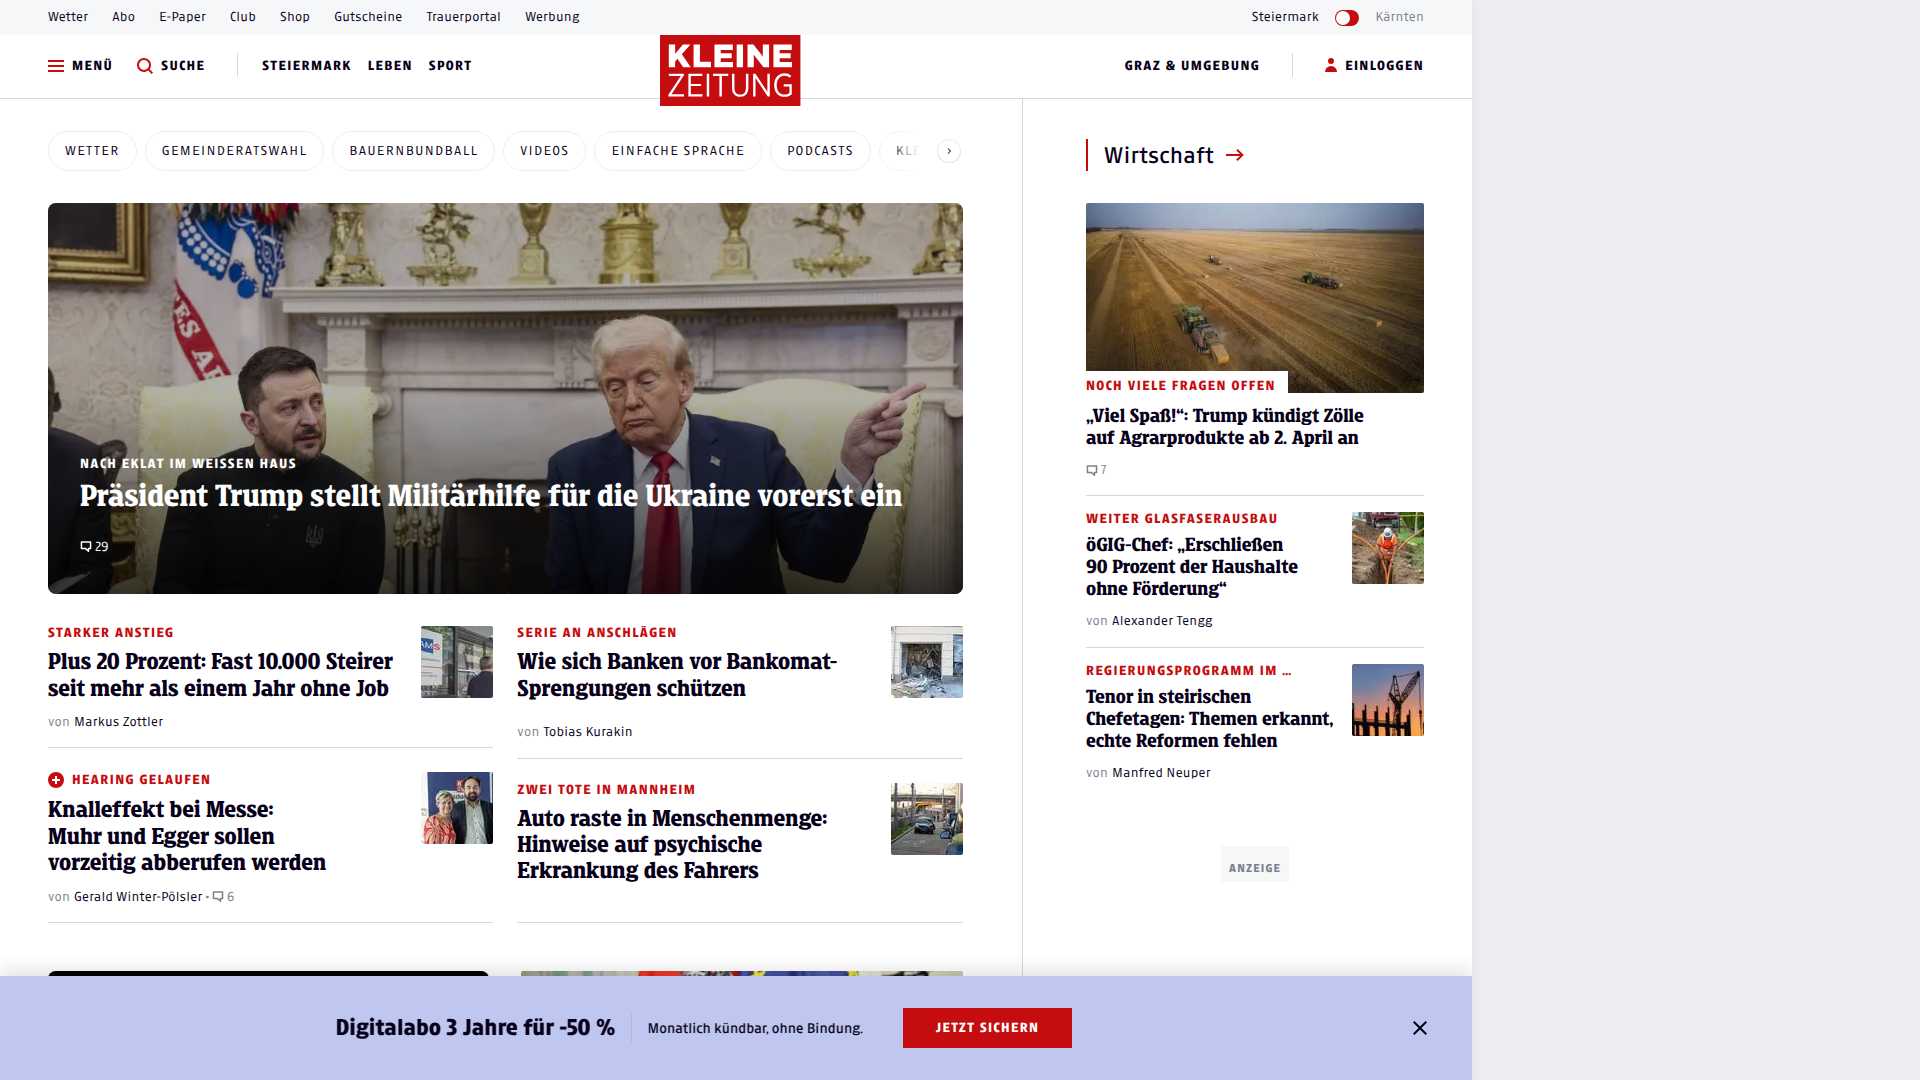 Wetter Abo E-Paper Club Shop Gutscheine Trauerportal Werbung Steiermark Kärnten
MENÜ SUCHE STEIERMARK LEBEN SPORT
KLEINE
ZEITUNG
GRAZ & UMGEBUNG EINLOGGEN
WETTER GEMEINDERATSWAHL BAUERNBUNDBALL VIDEOS EINFACHE SPRACHE PODCASTS
NACH EKLAT IM WEISSEN HAUS
Präsident Trump stellt Militärhilfe für die Ukraine vorerst ein
29
STARKER ANSTIEG
Plus 20 Prozent: Fast 10.000 Steirer
seit mehr als einem Jahr ohne Job
von Markus Zottler
HEARING GELAUFEN
Knalleffekt bei Messe:
Muhr und Egger sollen
vorzeitig abberufen werden
von Gerald Winter-Pölsler • 6
SERIE AN ANSCHLÄGEN
Wie sich Banken vor Bankomat-
Sprengungen schützen
von Tobias Kurakin
ZWEI TOTE IN MANNHEIM
Auto raste in Menschenmenge:
Hinweise auf psychische
Erkrankung des Fahrers
Wirtschaft
NOCH VIELE FRAGEN OFFEN
„Viel Spaß!“: Trump kündigt Zölle
auf Agrarprodukte ab 2. April an
7
WEITER GLASFASERAUSBAU
öGIG-Chef: „Erschließen
90 Prozent der Haushalte
ohne Förderung“
von Alexander Tengg
REGIERUNGSPROGRAMM IM ...
Tenor in steirischen
Chefetagen: Themen erkannt,
echte Reformen fehlen
von Manfred Neuper
ANZEIGE
Digitalabo 3 Jahre für -50 % Monatlich kündbar, ohne Bindung. JETZT SICHERN